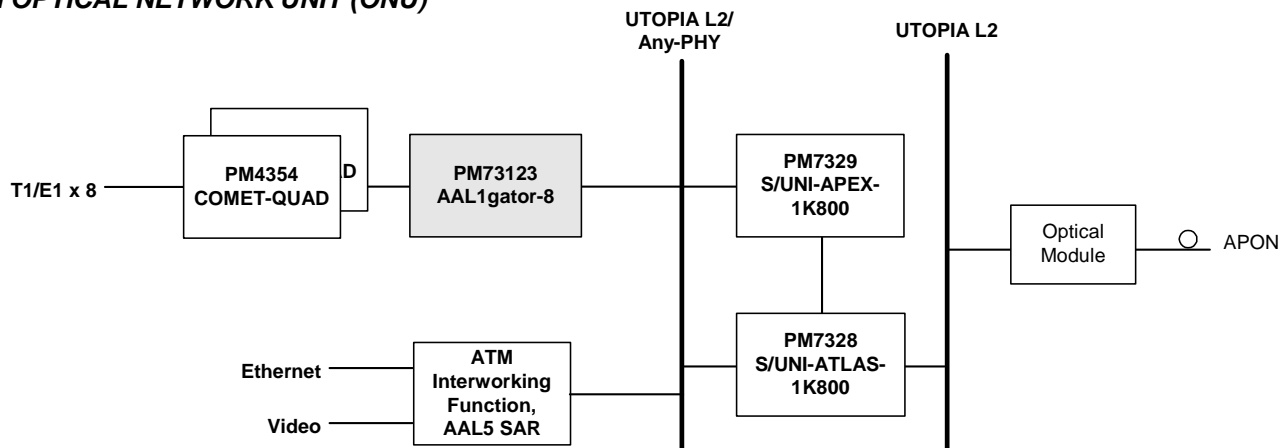 OPTICAL NETWORK UNIT (ONU)
UTOPIA L2/
Any-PHY
UTOPIA L2
T1/E1 x 8
PM4354
COMET-QUAD
D
PM73123
AAL1gator-8
PM7329
S/UNI-APEX-
1K800
Optical
Module
APON
PM7328
S/UNI-ATLAS-
1K800
Ethernet
Video
ATM
Interworking
Function,
AAL5 SAR